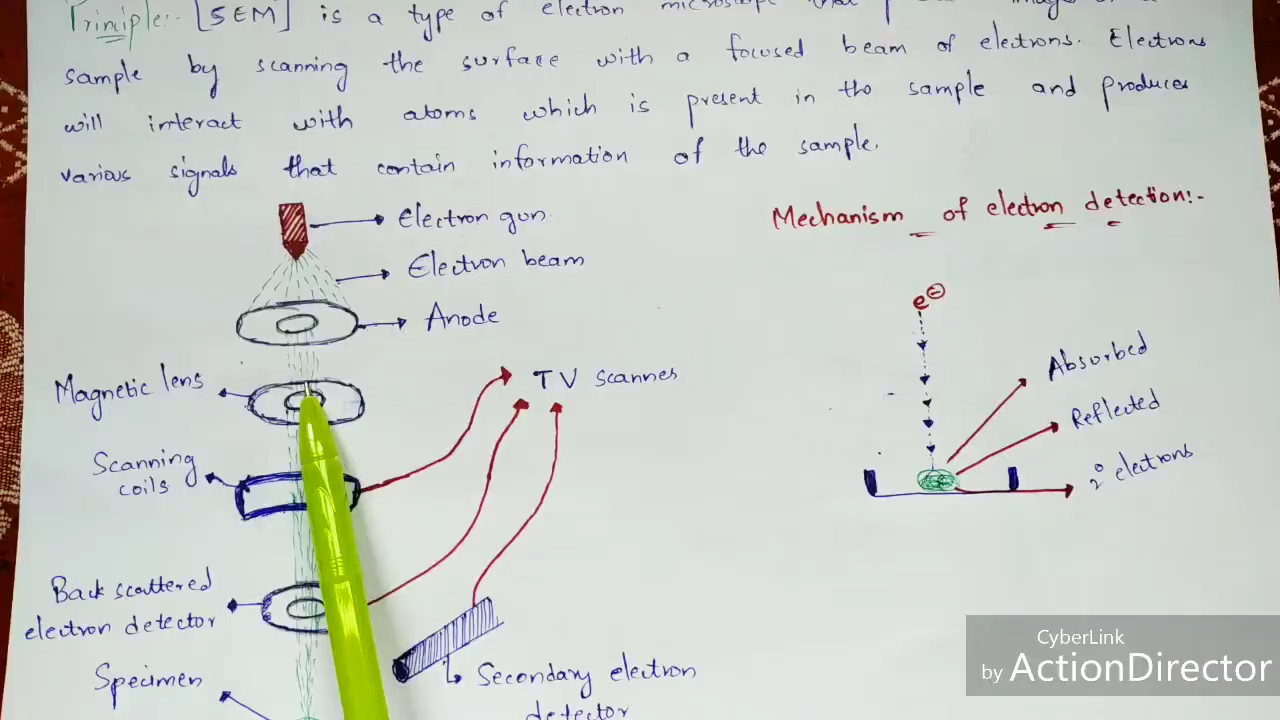 Principle:- [SEM] is a type of electron microscope that
sample by scanning the surface with a focused beam of electrons. Electrons
will interact with atoms which is present in the sample and produces
various signals that contain information of the sample.
Electron gun
Electron beam
Anode
Magnetic lens
TV scanner
Scanning
coils
Back scattered
electron detector
Specimen
Secondary electron
detector
Mechanism of electron detection:-
e⊖
Absorbed
Reflected
2° electrons
CyberLink
by ActionDirector